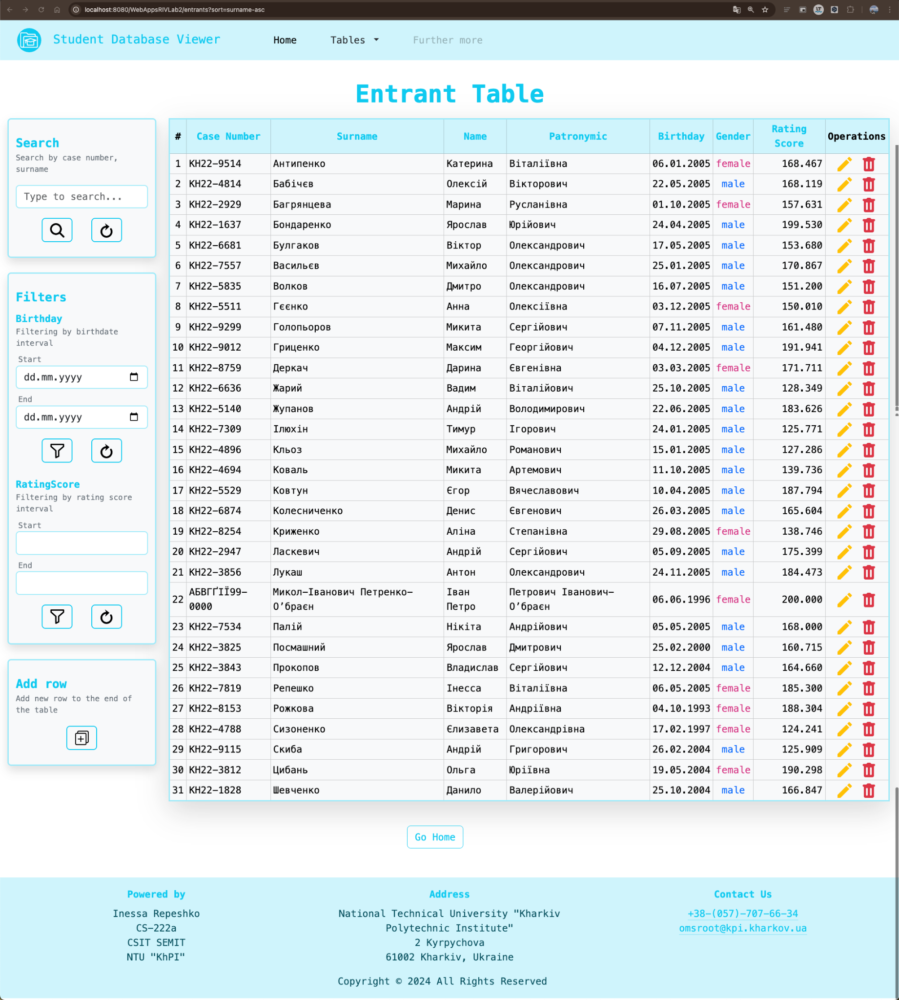 localhost:8080/WebAppsRIVLab2/entrants?sort=surname-asc
Student Database Viewer Home Tables Further more
Entrant Table
Search
Search by case number,
surname
Type to search...
Filters
Birthday
Filtering by birthdate
interval
Start
dd.mm.yyyy
End
dd.mm.yyyy
RatingScore
Filtering by rating score
interval
Start
End
Add row
Add new row to the end of
the table
# Case Number Surname Name Patronymic Birthday Gender Rating Score Operations
1 КН22-9514 Антипенко Катерина Віталіївна 06.01.2005 female 168.467
2 КН22-4814 Бабічєв Олексій Вікторович 22.05.2005 male 168.119
3 КН22-2929 Багрянцева Марина Русланівна 01.10.2005 female 157.631
4 КН22-1637 Бондаренко Ярослав Юрійович 24.04.2005 male 199.530
5 КН22-6681 Булгаков Віктор Олександрович 17.05.2005 male 153.680
6 КН22-7557 Васильєв Михайло Олександрович 25.01.2005 male 170.867
7 КН22-5835 Волков Дмитро Олександрович 16.07.2005 male 151.200
8 КН22-5511 Гєєнко Анна Олексіївна 03.12.2005 female 150.010
9 КН22-9299 Голопьоров Микита Сергійович 07.11.2005 male 161.480
10 КН22-9012 Гриценко Максим Георгійович 04.12.2005 male 191.941
11 КН22-8759 Деркач Дарина Євгенівна 03.03.2005 female 171.711
12 КН22-6636 Жарий Вадим Віталійович 25.10.2005 male 128.349
13 КН22-5140 Жупанов Андрій Володимирович 22.06.2005 male 183.626
14 КН22-7309 Ілюхін Тимур Ігорович 24.01.2005 male 125.771
15 КН22-4896 Кльоз Михайло Романович 15.01.2005 male 127.286
16 КН22-4694 Коваль Микита Артемович 11.10.2005 male 139.736
17 КН22-5529 Ковтун Єгор Вячеславович 10.04.2005 male 187.794
18 КН22-6874 Колесниченко Денис Євгенович 26.03.2005 male 165.604
19 КН22-8254 Криженко Аліна Степанівна 29.08.2005 female 138.746
20 КН22-2947 Ласкевич Андрій Сергійович 05.09.2005 male 175.399
21 КН22-3856 Лукаш Антон Олександрович 24.11.2005 male 184.473
22 АБВГҐІЇ99-0000 Микол-Іванович Петренко-О’браєн Іван Петро Петрович Іванович-О’браєн 06.06.1996 female 200.000
23 КН22-7534 Палій Нікіта Андрійович 05.05.2005 male 168.000
24 КН22-3825 Посмашний Ярослав Дмитрович 25.02.2000 male 160.715
25 КН22-3843 Прокопов Владислав Сергійович 12.12.2004 male 164.660
26 КН22-7819 Репешко Інесса Віталіївна 06.05.2005 female 185.300
27 КН22-8153 Рожкова Вікторія Андріївна 04.10.1993 female 188.304
28 КН22-4788 Сизоненко Єлизавета Олександрівна 17.02.1997 female 124.241
29 КН22-9115 Скиба Андрій Григорович 26.02.2004 male 125.909
30 КН22-3812 Цибань Ольга Юріївна 19.05.2004 female 190.298
31 КН22-1828 Шевченко Данило Валерійович 25.10.2004 male 166.847
Go Home
Powered by
Inessa Repeshko
CS-222a
CSIT SEMIT
NTU "KhPI"
Address
National Technical University "Kharkiv
Polytechnic Institute"
2 Kyrpychova
61002 Kharkiv, Ukraine
Contact Us
+38-(057)-707-66-34
omsroot@kpi.kharkov.ua
Copyright © 2024 All Rights Reserved